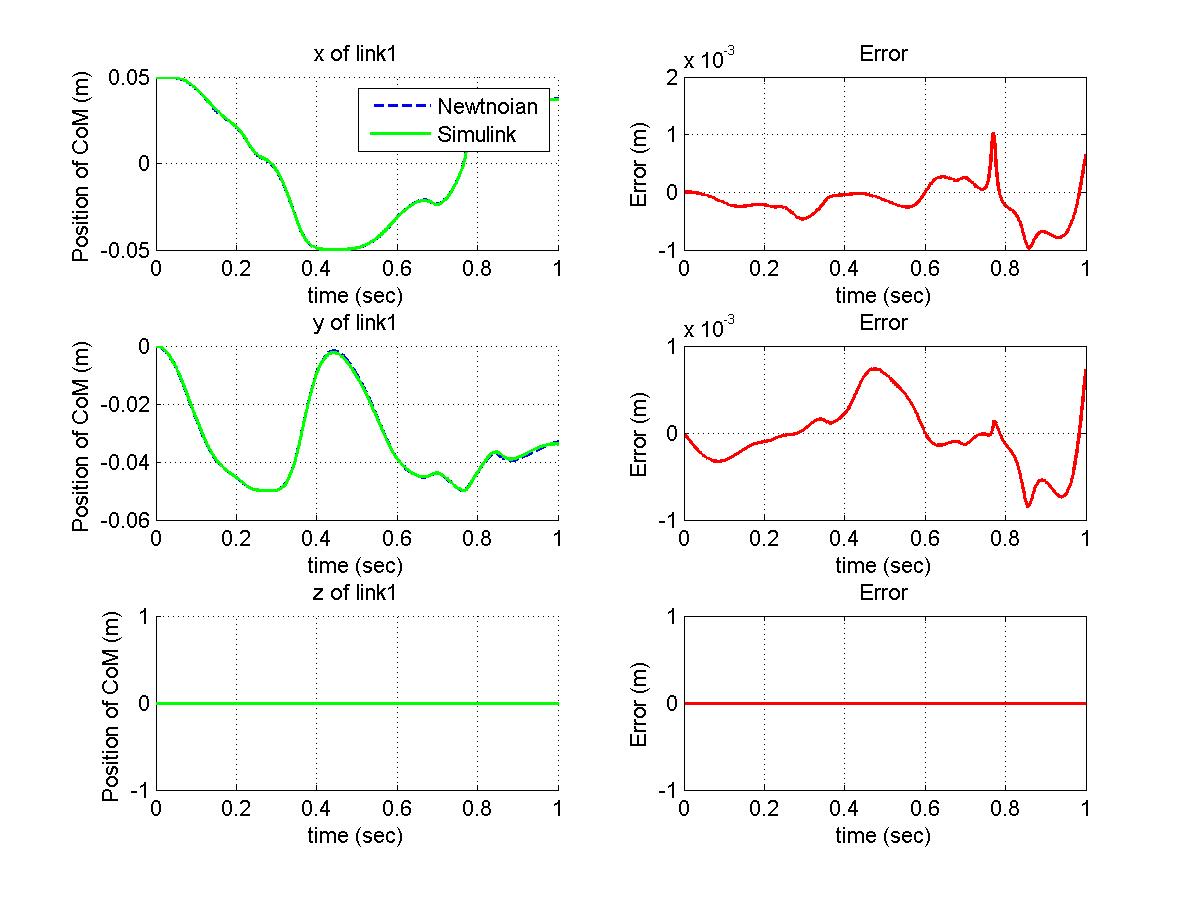 x of link1
Position of CoM (m)
0.05
0
-0.05
0 0.2 0.4 0.6 0.8 1
time (sec)
Newtnoian
Simulink
Error
x 10-3
Error (m)
2
1
0
-1
0 0.2 0.4 0.6 0.8 1
time (sec)
y of link1
Position of CoM (m)
0
-0.02
-0.04
-0.06
0 0.2 0.4 0.6 0.8 1
time (sec)
Error
x 10-3
Error (m)
1
0
-1
0 0.2 0.4 0.6 0.8 1
time (sec)
z of link1
Position of CoM (m)
1
0
-1
0 0.2 0.4 0.6 0.8 1
time (sec)
Error
Error (m)
1
0
-1
0 0.2 0.4 0.6 0.8 1
time (sec)